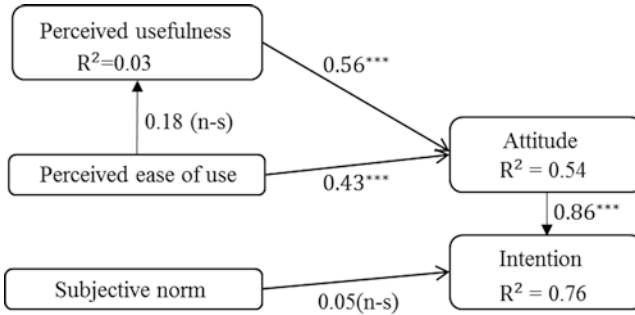 Perceived usefulness
R²=0.03
0.56***
0.18 (n-s)
Attitude
R² = 0.54
Perceived ease of use
0.43***
0.86***
Intention
R² = 0.76
Subjective norm
0.05(n-s)